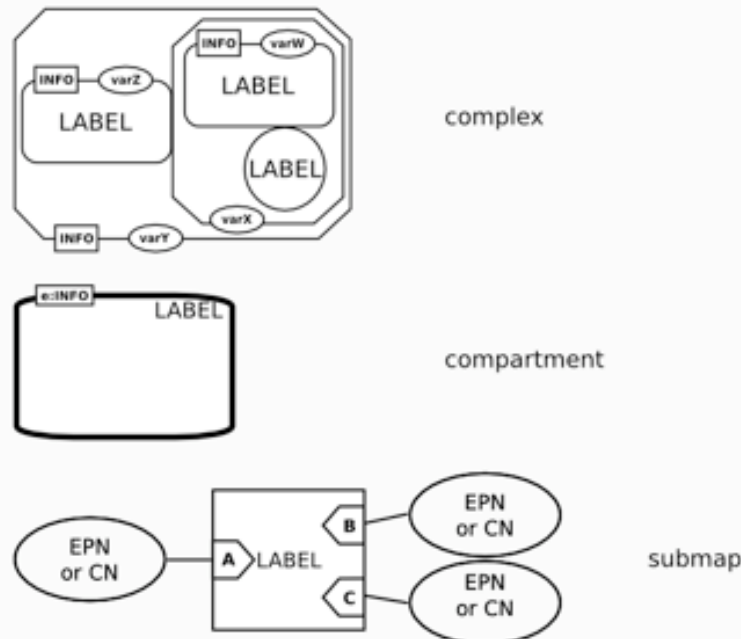 INFO
varW
INFO
varZ
LABEL
LABEL
complex
LABEL
varX
INFO
varY
e:INFO
LABEL
compartment
EPN
or CN
B
EPN
or CN
A
LABEL
submap
C
EPN
or CN